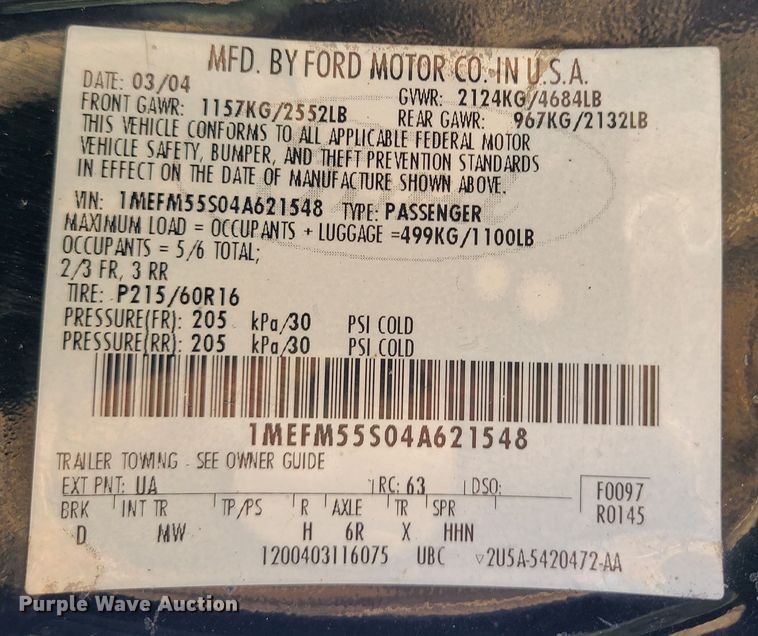 MFD. BY FORD MOTOR CO. IN U.S.A.
DATE: 03/04 GVWR: 2124KG/4684LB
FRONT GAWR: 1157KG/2552LB REAR GAWR: 967KG/2132LB
THIS VEHICLE CONFORMS TO ALL APPLICABLE FEDERAL MOTOR
VEHICLE SAFETY, BUMPER, AND THEFT PREVENTION STANDARDS
IN EFFECT ON THE DATE OF MANUFACTURE SHOWN ABOVE.
VIN: 1MEFM55S04A621548 TYPE: PASSENGER
MAXIMUM LOAD = OCCUPANTS + LUGGAGE =499KG/1100LB
OCCUPANTS = 5/6 TOTAL;
2/3 FR, 3 RR
TIRE: P215/60R16
PRESSURE(FR): 205 kPa/30 PSI COLD
PRESSURE(RR): 205 kPa/30 PSI COLD
1MEFM55S04A621548
TRAILER TOWING - SEE OWNER GUIDE
EXT PNT: UA RC: 63 DSO: F0097
BRK INT TR TP/PS R AXLE TR SPR R0145
D MW H 6R X HHN
1200403116075 UBC ▽2U5A-5420472-AA
Purple Wave Auction